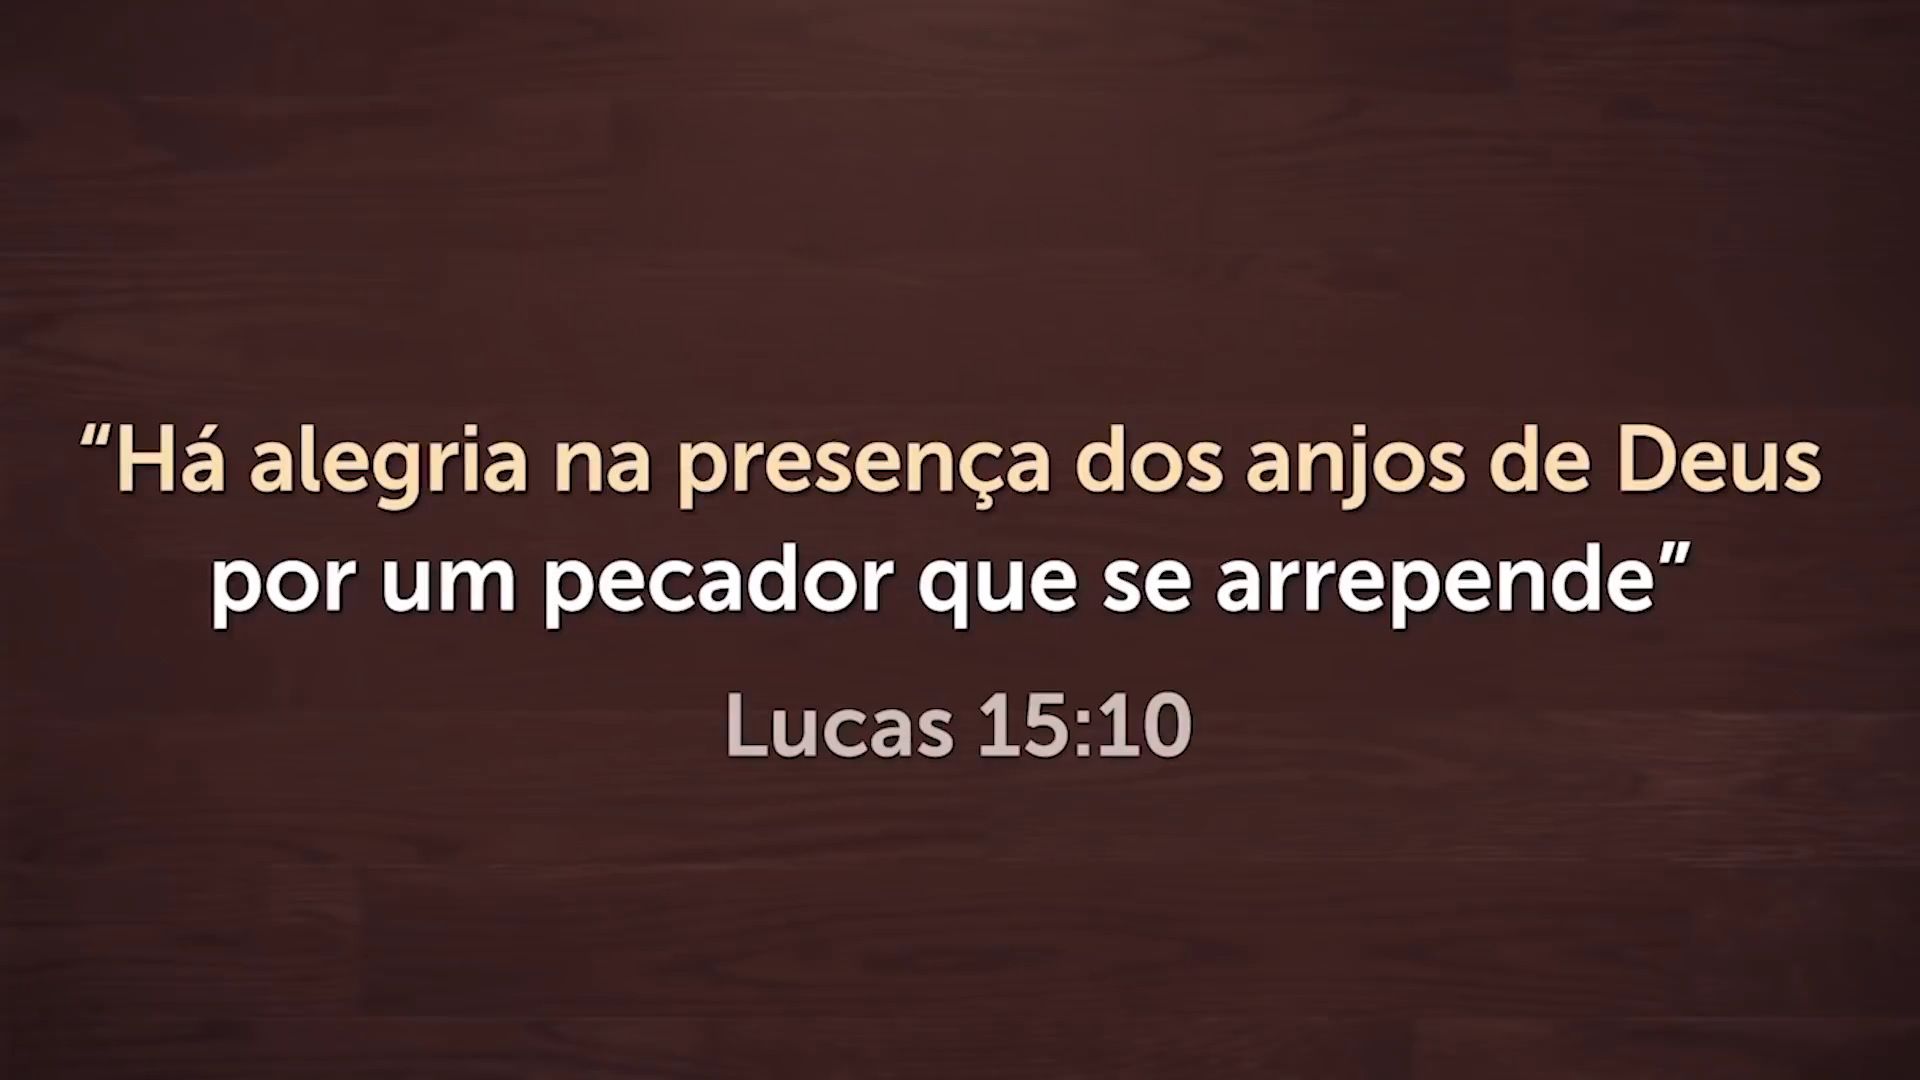 “Há alegria na presença dos anjos de Deus
por um pecador que se arrepende”
Lucas 15:10